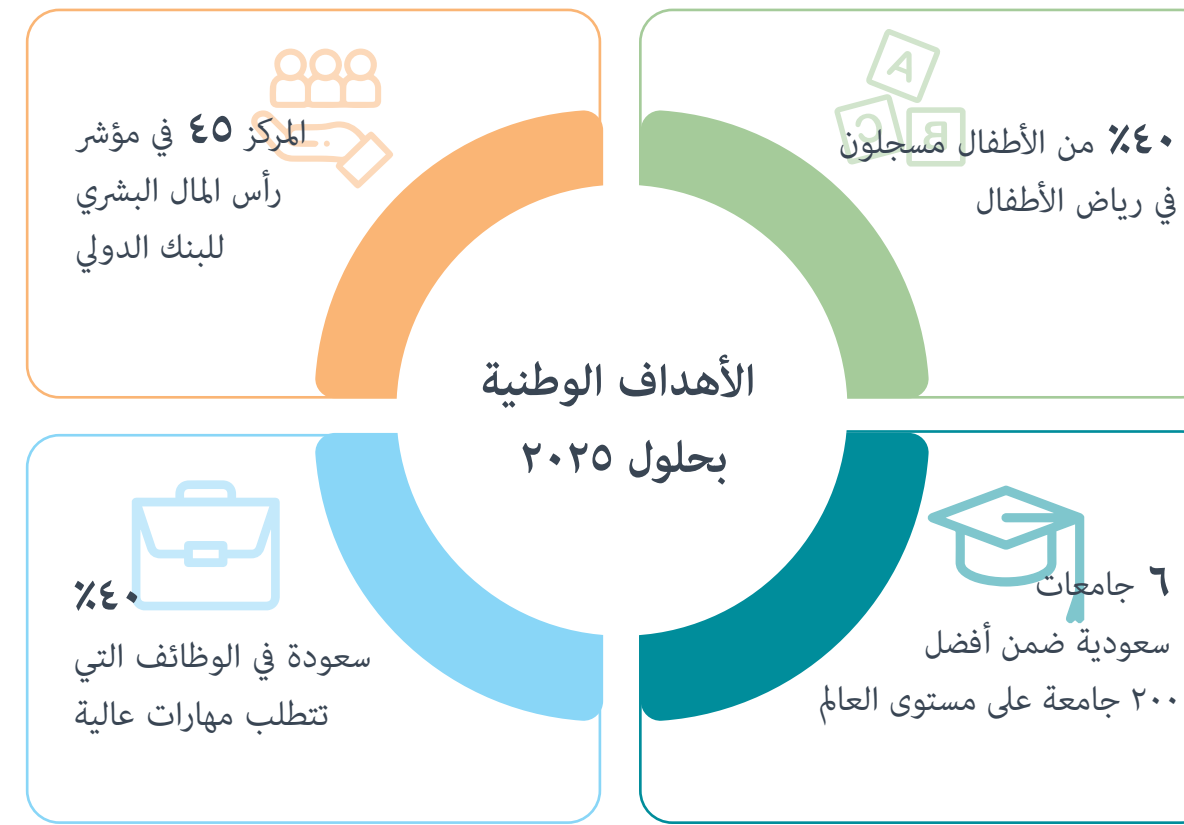 ٤٠٪ من الأطفال مسجلون
في رياض الأطفال
المركز ٤٥ في مؤشر
رأس المال البشري
للبنك الدولي
الأهداف الوطنية
بحلول ٢٠٢٥
٦ جامعات
سعودية ضمن أفضل
٢٠٠ جامعة على مستوى العالم
٤٠٪
سعودة في الوظائف التي
تتطلب مهارات عالية
A
B
C